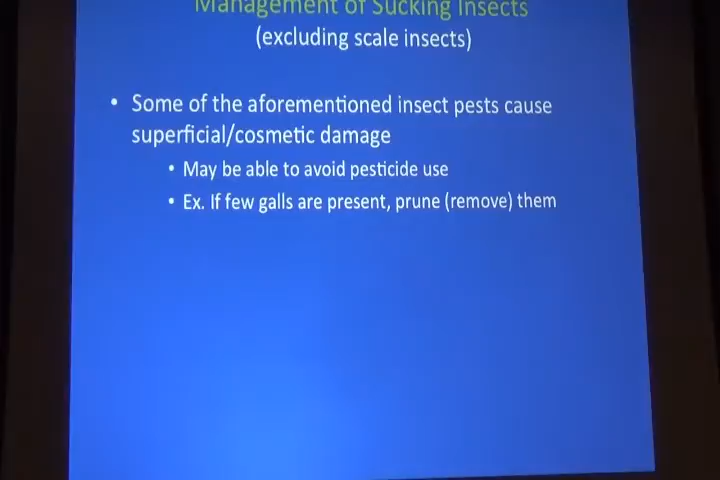 Management of Sucking Insects
(excluding scale insects)
• Some of the aforementioned insect pests cause
superficial/cosmetic damage
• May be able to avoid pesticide use
• Ex. If few galls are present, prune (remove) them